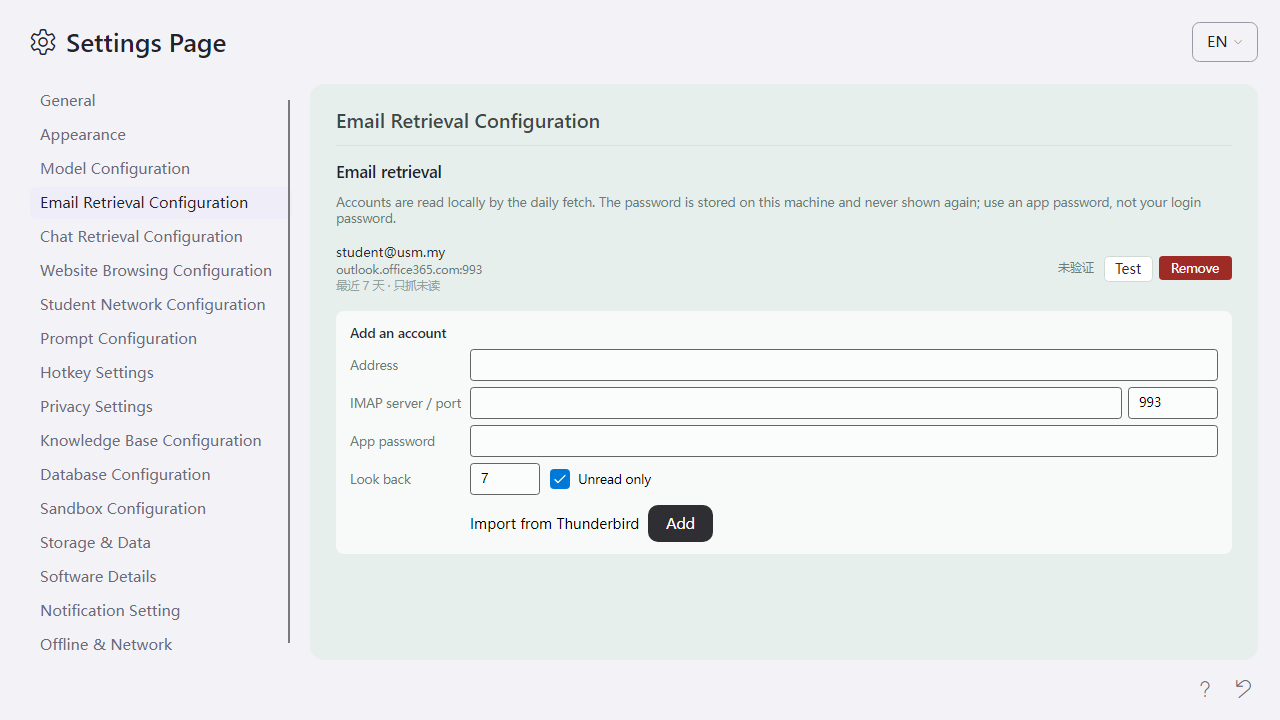 Settings Page
EN
General
Appearance
Model Configuration
Email Retrieval Configuration
Chat Retrieval Configuration
Website Browsing Configuration
Student Network Configuration
Prompt Configuration
Hotkey Settings
Privacy Settings
Knowledge Base Configuration
Database Configuration
Sandbox Configuration
Storage & Data
Software Details
Notification Setting
Offline & Network
Email Retrieval Configuration
Email retrieval
Accounts are read locally by the daily fetch. The password is stored on this machine and never shown again; use an app password, not your login
password.
student@usm.my
outlook.office365.com:993
最近 7 天 · 只抓未读
未验证
Test
Remove
Add an account
Address
IMAP server / port
993
App password
Look back
7
Unread only
Import from Thunderbird
Add
?